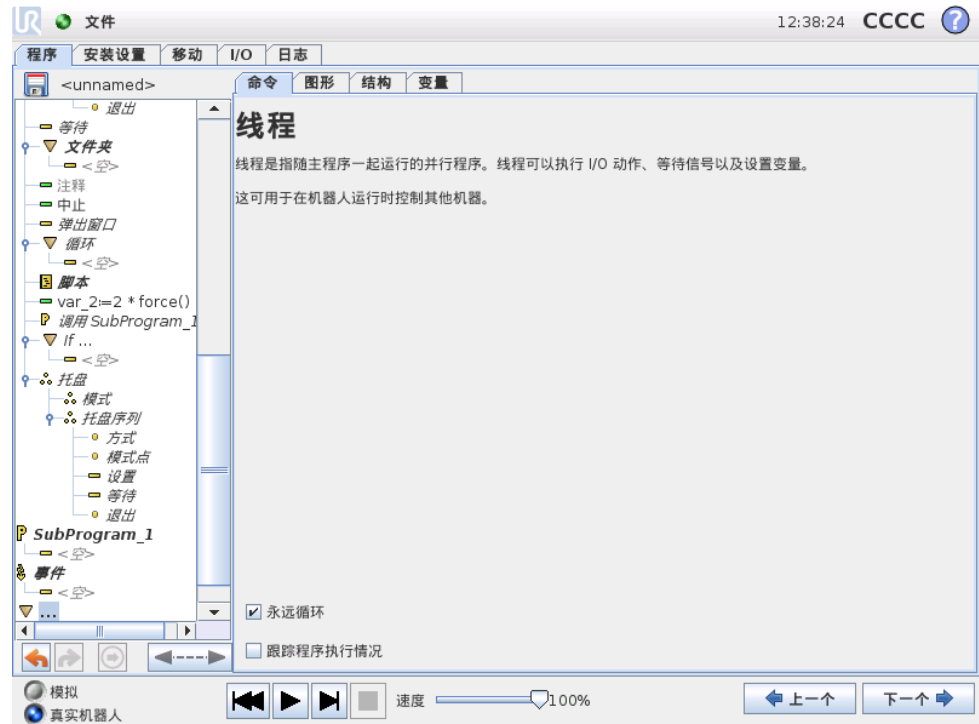 文件
12:38:24 CCCC ?
程序 安装设置 移动 I/O 日志
<unnamed>
命令 图形 结构 变量
退出
等待
文件夹
<空>
注释
中止
弹出窗口
循环
<空>
脚本
var_2:=2 * force()
调用 SubProgram_1
If ...
<空>
托盘
模式
托盘序列
方式
模式点
设置
等待
退出
SubProgram_1
<空>
事件
<空>
...
线程
线程是指随主程序一起运行的并行程序。线程可以执行 I/O 动作、等待信号以及设置变量。
这可用于在机器人运行时控制其他机器。
永远循环
跟踪程序执行情况
模拟
真实机器人
速度 100%
上一个 下一个